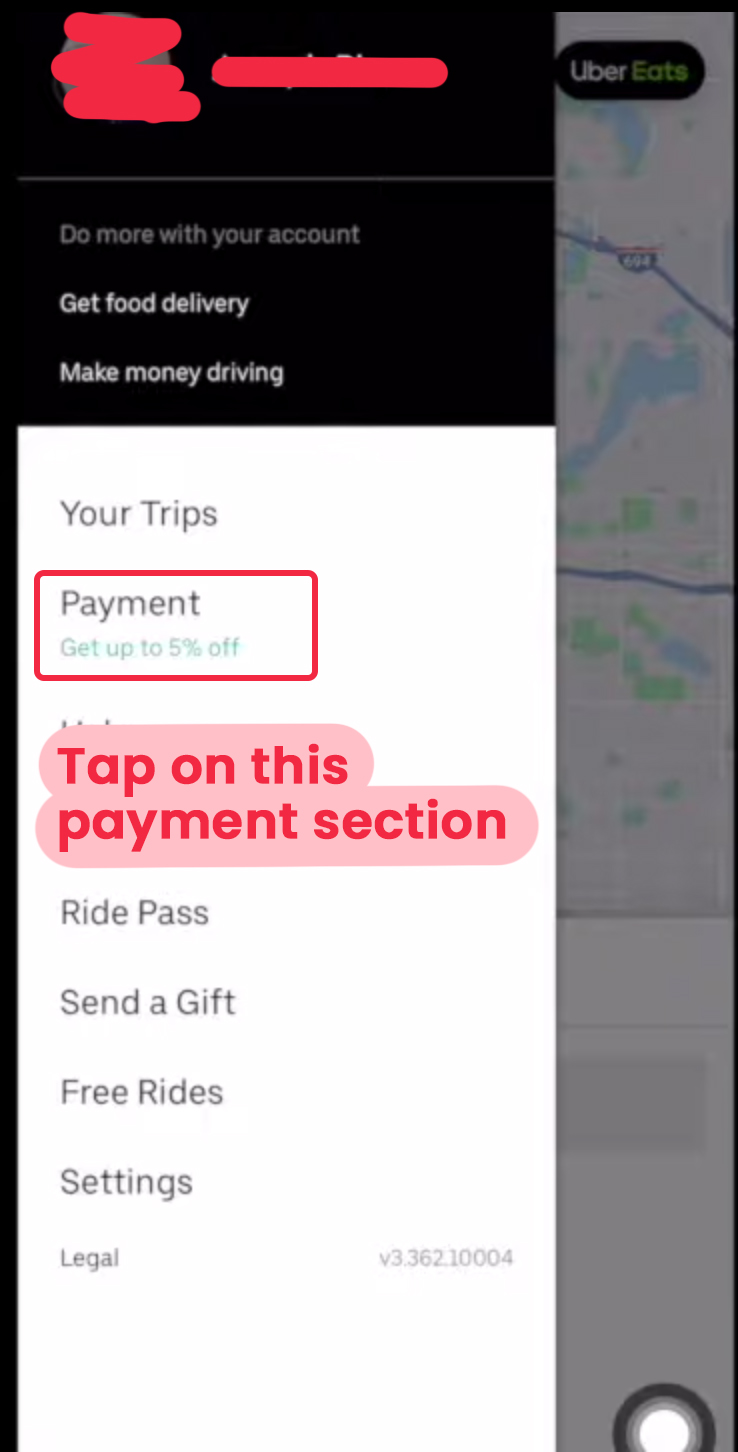 Uber Eats
694
Do more with your account
Get food delivery
Make money driving
Your Trips
Payment
Get up to 5% off
Tap on this
payment section
Ride Pass
Send a Gift
Free Rides
Settings
Legal v3.362.10004